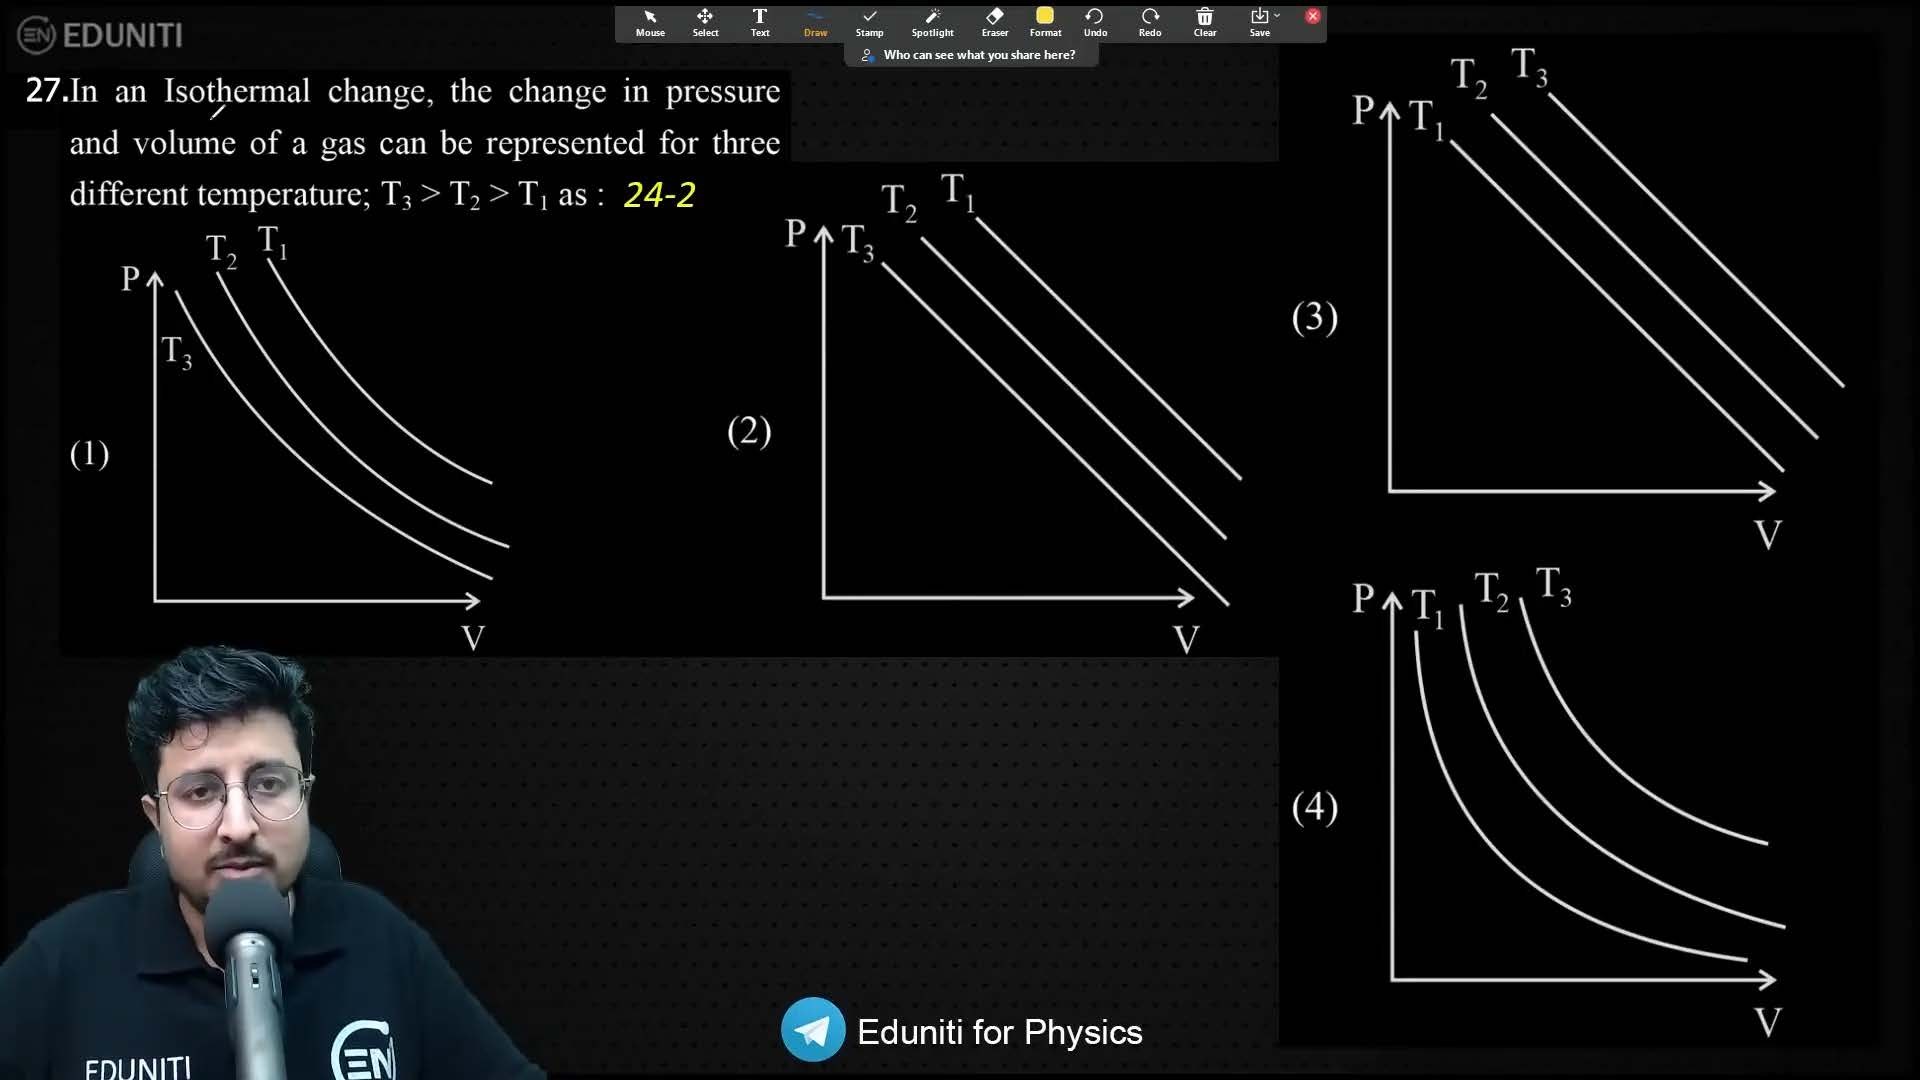 EN EDUNITI
Mouse Select Text Draw Stamp Spotlight Eraser Format Undo Redo Clear Save
Who can see what you share here?
27. In an Isothermal change, the change in pressure
and volume of a gas can be represented for three
different temperature; T₃ > T₂ > T₁ as : 24-2
(1)
P
T₃
T₂
T₁
V
(2)
P
T₃
T₂
T₁
V
(3)
P
T₁
T₂
T₃
V
(4)
P
T₁
T₂
T₃
V
EDUNITI
EN
Eduniti for Physics